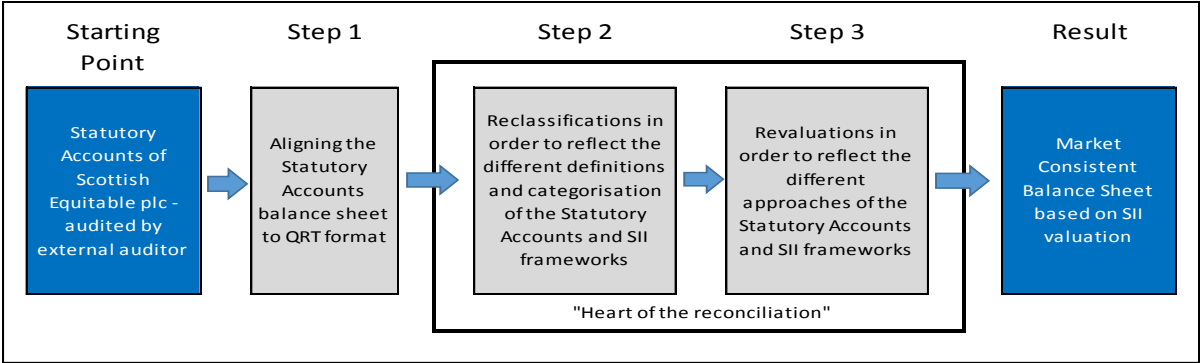 Starting
Point
Step 1
Step 2
Step 3
Result
Statutory
Accounts of
Scottish
Equitable plc -
audited by
external auditor
Aligning the
Statutory
Accounts
balance sheet
to QRT format
Reclassifications in
order to reflect the
different definitions
and categorisation
of the Statutory
Accounts and SII
frameworks
Revaluations in
order to reflect the
different
approaches of the
Statutory Accounts
and SII frameworks
Market
Consistent
Balance Sheet
based on SII
valuation
"Heart of the reconciliation"